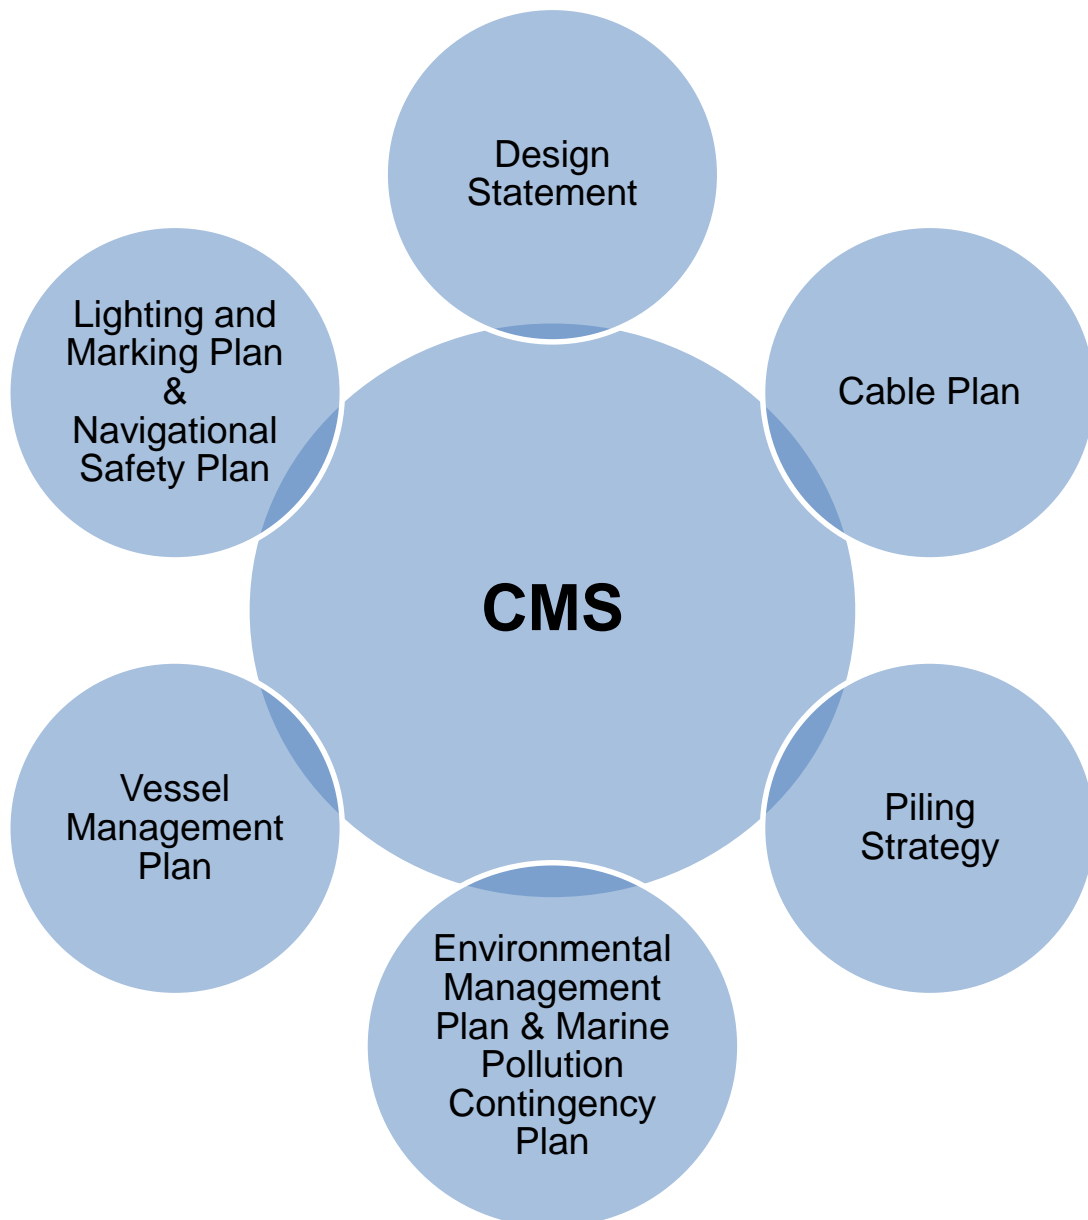 Design
Statement
Lighting and
Marking Plan
&
Navigational
Safety Plan
Cable Plan
CMS
Vessel
Management
Plan
Piling
Strategy
Environmental
Management
Plan & Marine
Pollution
Contingency
Plan